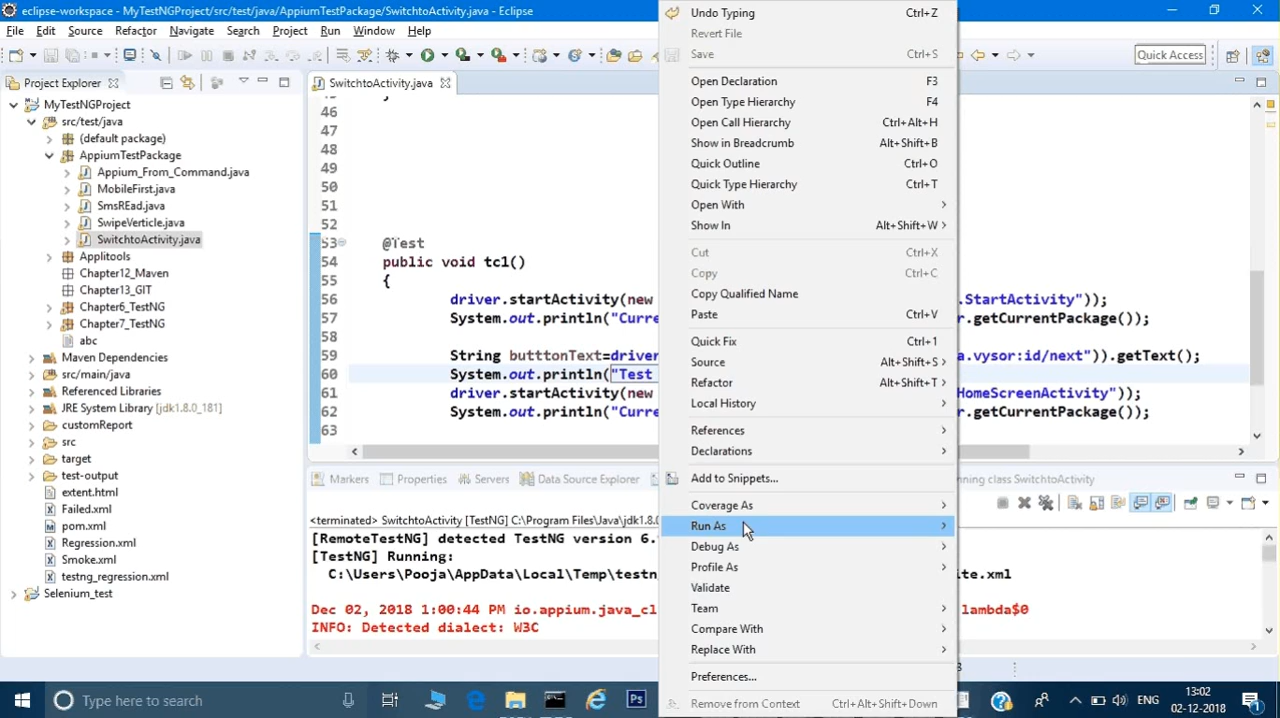 eclipse-workspace - MyTestNGProject/src/test/java/AppiumTestPackage/SwitchtoActivity.java - Eclipse
File Edit Source Refactor Navigate Search Project Run Window Help
Quick Access
Project Explorer
MyTestNGProject
src/test/java
(default package)
AppiumTestPackage
Appium_From_Command.java
MobileFirst.java
SmsREad.java
SwipeVerticle.java
SwitchtoActivity.java
Applitools
Chapter12_Maven
Chapter13_GIT
Chapter6_TestNG
Chapter7_TestNG
abc
Maven Dependencies
src/main/java
Referenced Libraries
JRE System Library [jdk1.8.0_181]
customReport
src
target
test-output
extent.html
Failed.xml
pom.xml
Regression.xml
Smoke.xml
testng_regression.xml
Selenium_test
SwitchtoActivity.java
46
47
48
49
50
51
52
53 @Test
54 public void tcl()
55 {
56 driver.startActivity(new .StartActivity"));
57 System.out.println("Curre r.getCurrentPackage());
58
59 String butttonText=driver a.vysor:id/next")).getText();
60 System.out.println("Test
61 driver.startActivity(new HomeScreenActivity"));
62 System.out.println("Curre r.getCurrentPackage());
63
Undo Typing Ctrl+Z
Revert File
Save Ctrl+S
Open Declaration F3
Open Type Hierarchy F4
Open Call Hierarchy Ctrl+Alt+H
Show in Breadcrumb Alt+Shift+B
Quick Outline Ctrl+O
Quick Type Hierarchy Ctrl+T
Open With
Show In Alt+Shift+W
Cut Ctrl+X
Copy Ctrl+C
Copy Qualified Name
Paste Ctrl+V
Quick Fix Ctrl+1
Source Alt+Shift+S
Refactor Alt+Shift+T
Local History
References
Declarations
Add to Snippets...
Coverage As
Run As
Debug As
Profile As
Validate
Team
Compare With
Replace With
Preferences...
Remove from Context Ctrl+Alt+Shift+Down
Markers Properties Servers Data Source Explorer nning class SwitchtoActivity
<terminated> SwitchtoActivity [TestNG] C:\Program Files\Java\jdk1.8.0
[RemoteTestNG] detected TestNG version 6.
[TestNG] Running:
C:\Users\Pooja\AppData\Local\Temp\testn ite.xml
Dec 02, 2018 1:00:44 PM io.appium.java_cl lambda$0
INFO: Detected dialect: W3C
Type here to search
Ps
ENG
13:02
02-12-2018
1